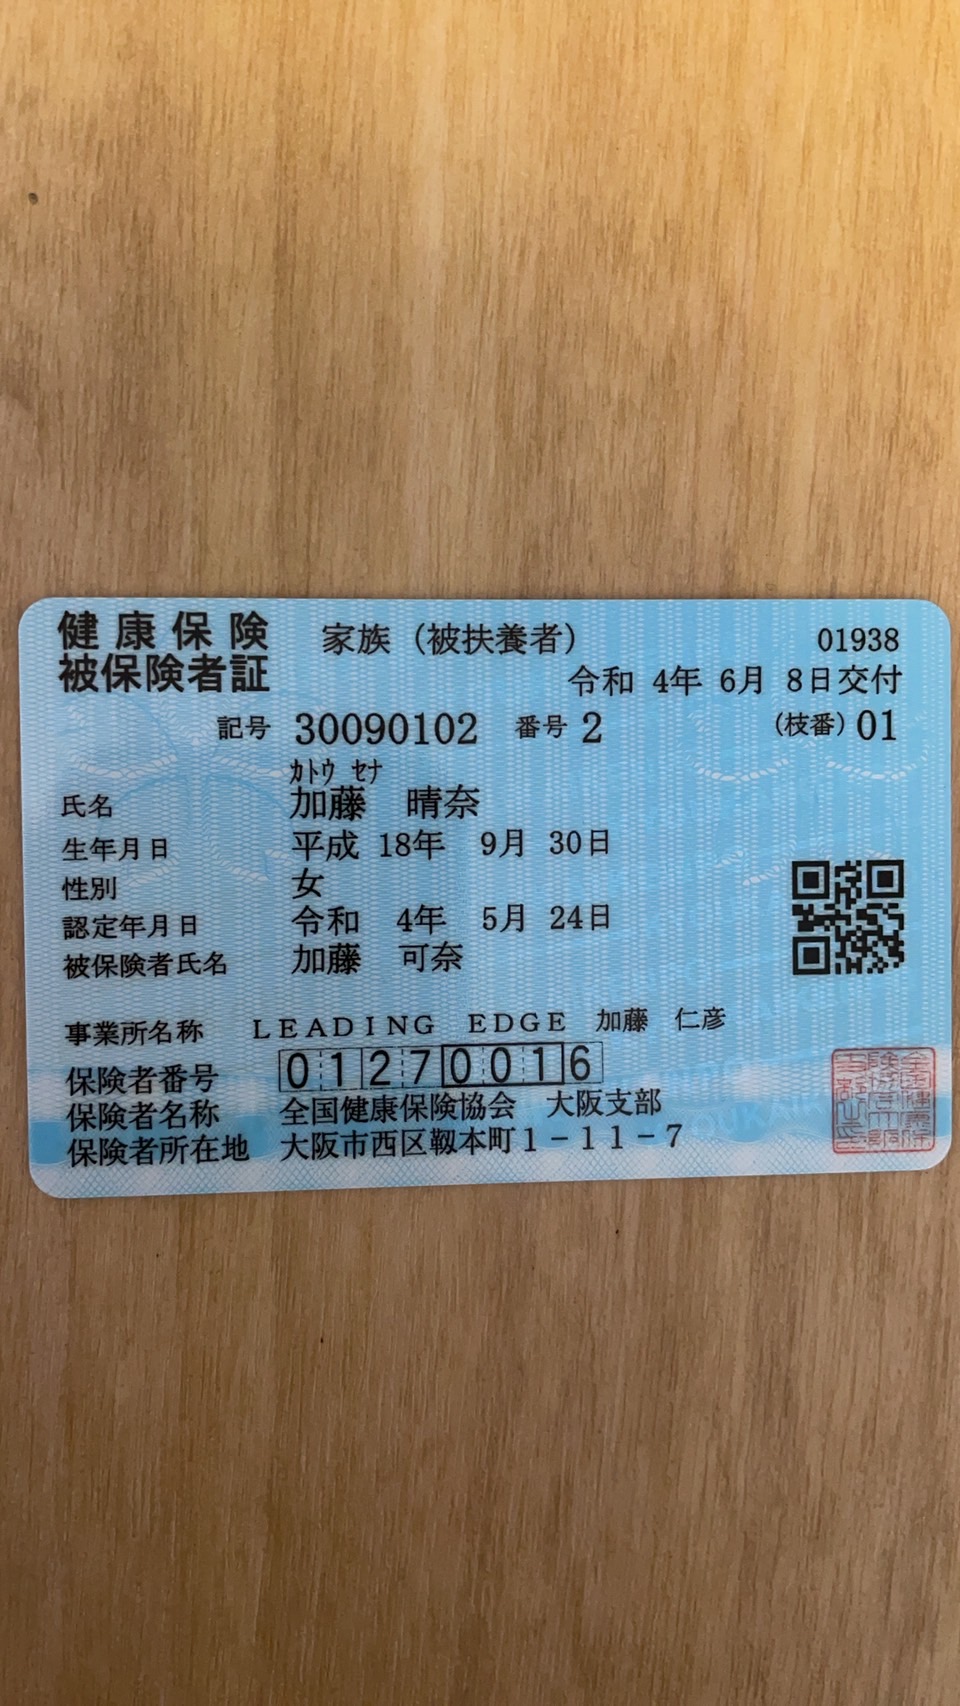 健康保険 家族（被扶養者） 01938
被保険者証 令和 4年 6月 8日交付
記号 30090102 番号 2 （枝番）01
ｶﾄｳ ｾﾅ
氏名 加藤 晴奈
生年月日 平成 18年 9月 30日
性別 女
認定年月日 令和 4年 5月 24日
被保険者氏名 加藤 可奈
事業所名称 ＬＥＡＤＩＮＧ ＥＤＧＥ 加藤 仁彦
保険者番号 01270016
保険者名称 全国健康保険協会 大阪支部
保険者所在地 大阪市西区靱本町１－１１－７